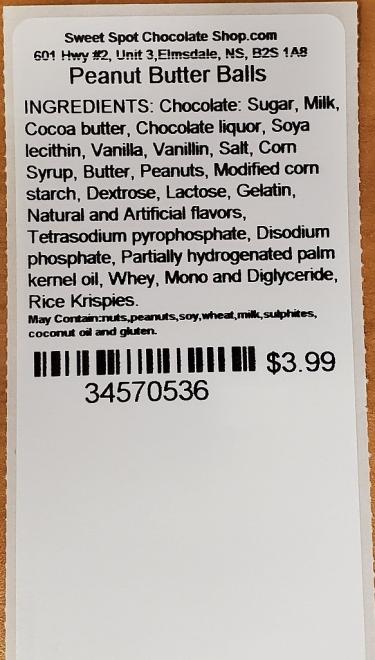 Sweet Spot Chocolate Shop.com
601 Hwy #2, Unit 3,Elmsdale, NS, B2S 1A8
Peanut Butter Balls
INGREDIENTS: Chocolate: Sugar, Milk,
Cocoa butter, Chocolate liquor, Soya
lecithin, Vanilla, Vanillin, Salt, Corn
Syrup, Butter, Peanuts, Modified corn
starch, Dextrose, Lactose, Gelatin,
Natural and Artificial flavors,
Tetrasodium pyrophosphate, Disodium
phosphate, Partially hydrogenated palm
kernel oil, Whey, Mono and Diglyceride,
Rice Krispies.
May Contain:nuts,peanuts,soy,wheat,milk,sulphites,
coconut oil and gluten.
$3.99
34570536